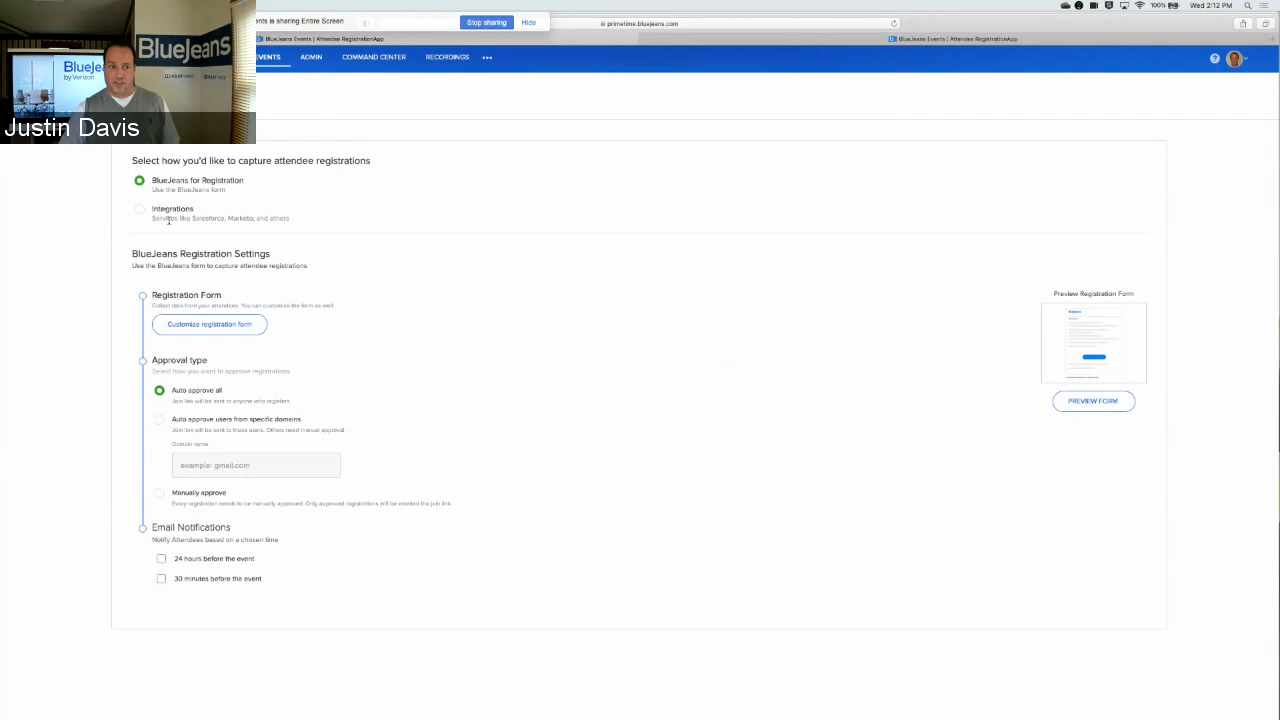 ents is sharing Entire Screen
Stop sharing
Hide
primetime.bluejeans.com
100%
Wed 2:12 PM
BlueJeans Events | Attendee RegistrationApp
BlueJeans Events | Attendee RegistrationApp
EVENTS
ADMIN
COMMAND CENTER
RECORDINGS
BlueJeans
by Verizon
BlueJeans
Justin Davis
Select how you'd like to capture attendee registrations
BlueJeans for Registration
Use the BlueJeans form
Integrations
Services like Salesforce, Marketo, and others
BlueJeans Registration Settings
Use the BlueJeans form to capture attendee registrations
Registration Form
Collect data from your attendees. You can customize the form as well.
Customize registration form
Preview Registration Form
PREVIEW FORM
Approval type
Select how you want to approve registrations
Auto approve all
Join link will be sent to anyone who registers.
Auto approve users from specific domains
Join link will be sent to these users. Others need manual approval.
Domain name
example: gmail.com
Manually approve
Every registration needs to be manually approved. Only approved registrations will be emailed the join link.
Email Notifications
Notify Attendees based on a chosen time
24 hours before the event
30 minutes before the event